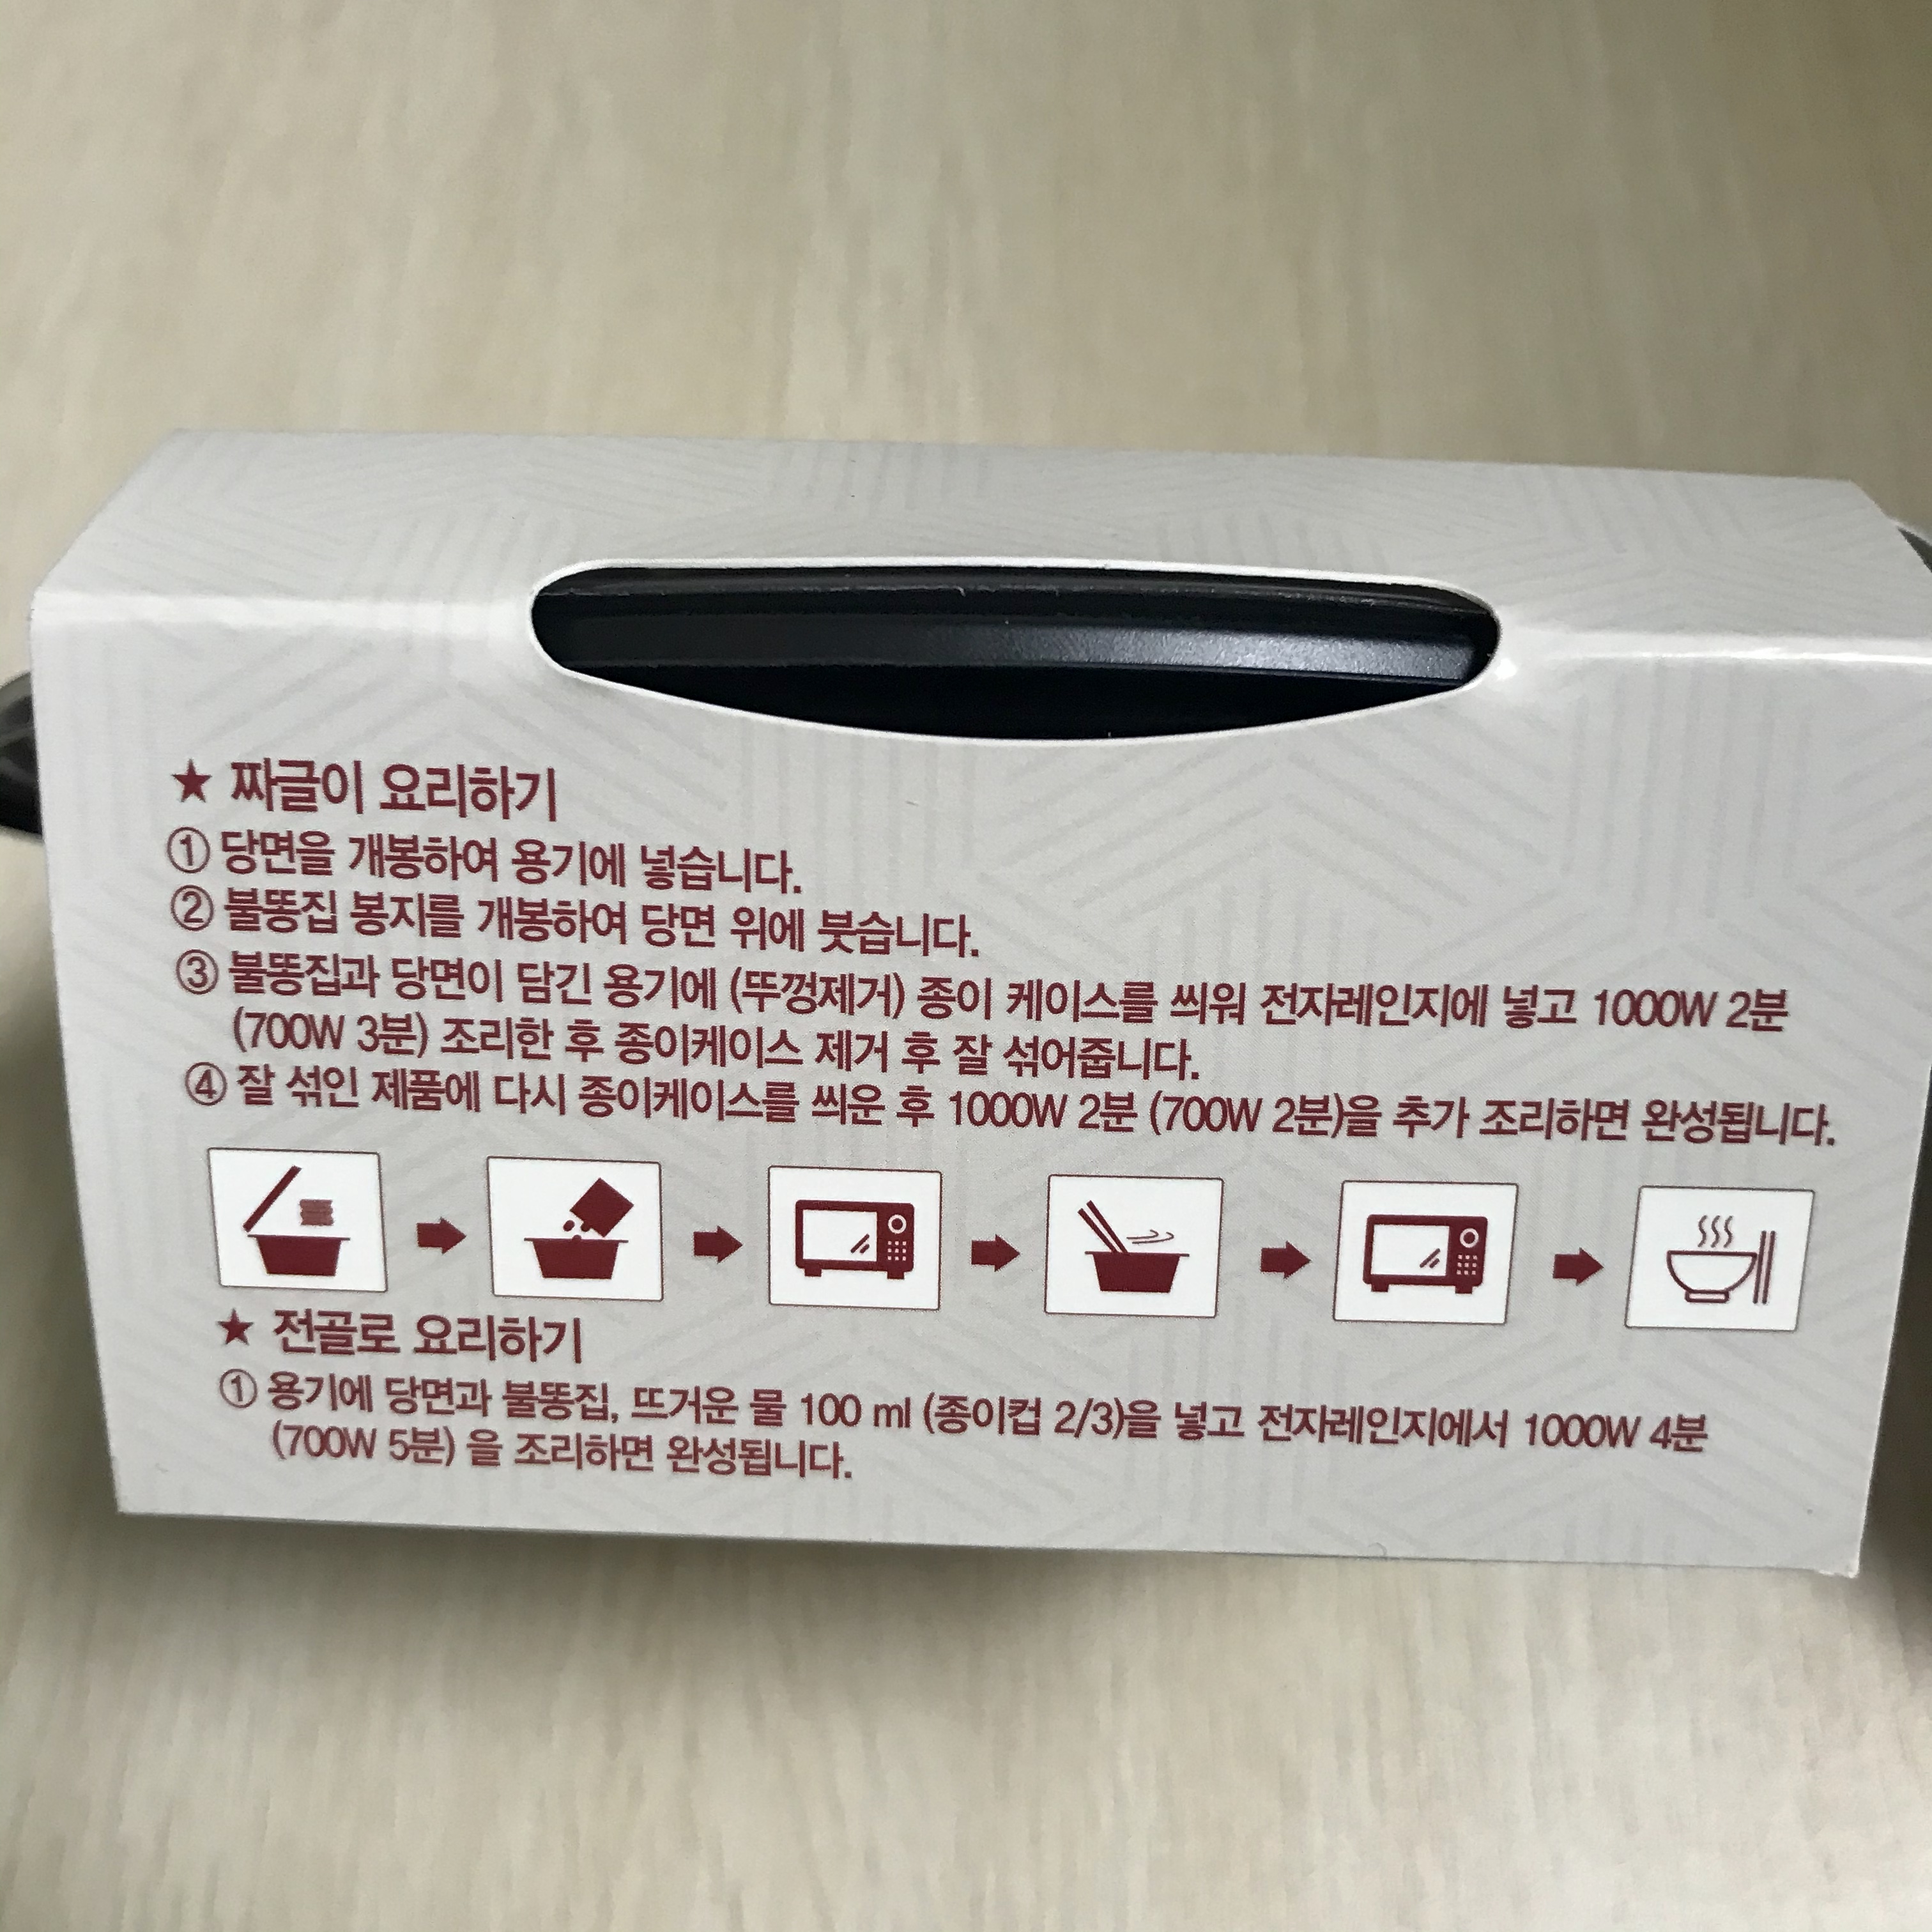 ★ 짜글이 요리하기
① 당면을 개봉하여 용기에 넣습니다.
② 불똥집 봉지를 개봉하여 당면 위에 붓습니다.
③ 불똥집과 당면이 담긴 용기에 (뚜껑제거) 종이 케이스를 씌워 전자레인지에 넣고 1000W 2분
(700W 3분) 조리한 후 종이케이스 제거 후 잘 섞어줍니다.
④ 잘 섞인 제품에 다시 종이케이스를 씌운 후 1000W 2분 (700W 2분)을 추가 조리하면 완성됩니다.
★ 전골로 요리하기
① 용기에 당면과 불똥집, 뜨거운 물 100 ml (종이컵 2/3)을 넣고 전자레인지에서 1000W 4분
(700W 5분) 을 조리하면 완성됩니다.